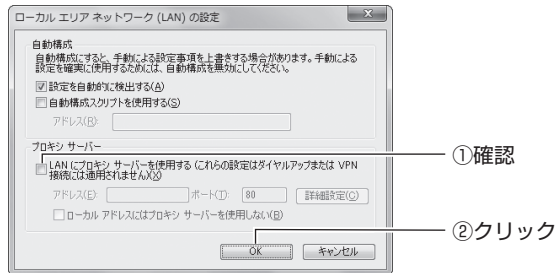 ローカル エリア ネットワーク (LAN) の設定
自動構成
自動構成にすると、手動による設定事項を上書きする場合があります。手動による
設定を確実に使用するためには、自動構成を無効にしてください。
設定を自動的に検出する(A)
自動構成スクリプトを使用する(S)
アドレス(R):
プロキシ サーバー
LAN にプロキシ サーバーを使用する (これらの設定はダイヤルアップまたは VPN
接続には適用されません)(X)
アドレス(E): ポート(T): 80 詳細設定(C)
ローカル アドレスにはプロキシ サーバーを使用しない(B)
OK キャンセル
①確認
②クリック